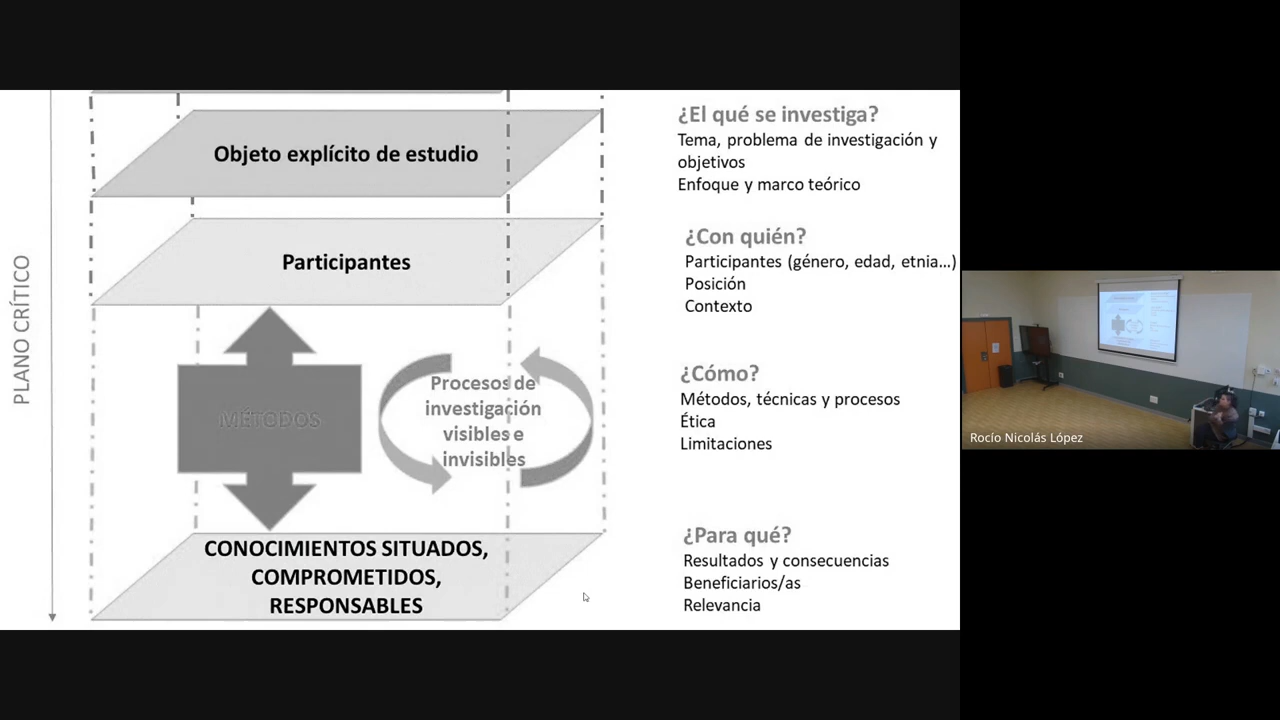 PLANO CRÍTICO
Objeto explícito de estudio
¿El qué se investiga?
Tema, problema de investigación y
objetivos
Enfoque y marco teórico
Participantes
¿Con quién?
Participantes (género, edad, etnia...)
Posición
Contexto
MÉTODOS
Procesos de
investigación
visibles e
invisibles
¿Cómo?
Métodos, técnicas y procesos
Ética
Limitaciones
CONOCIMIENTOS SITUADOS,
COMPROMETIDOS,
RESPONSABLES
¿Para qué?
Resultados y consecuencias
Beneficiarios/as
Relevancia
Rocío Nicolás López